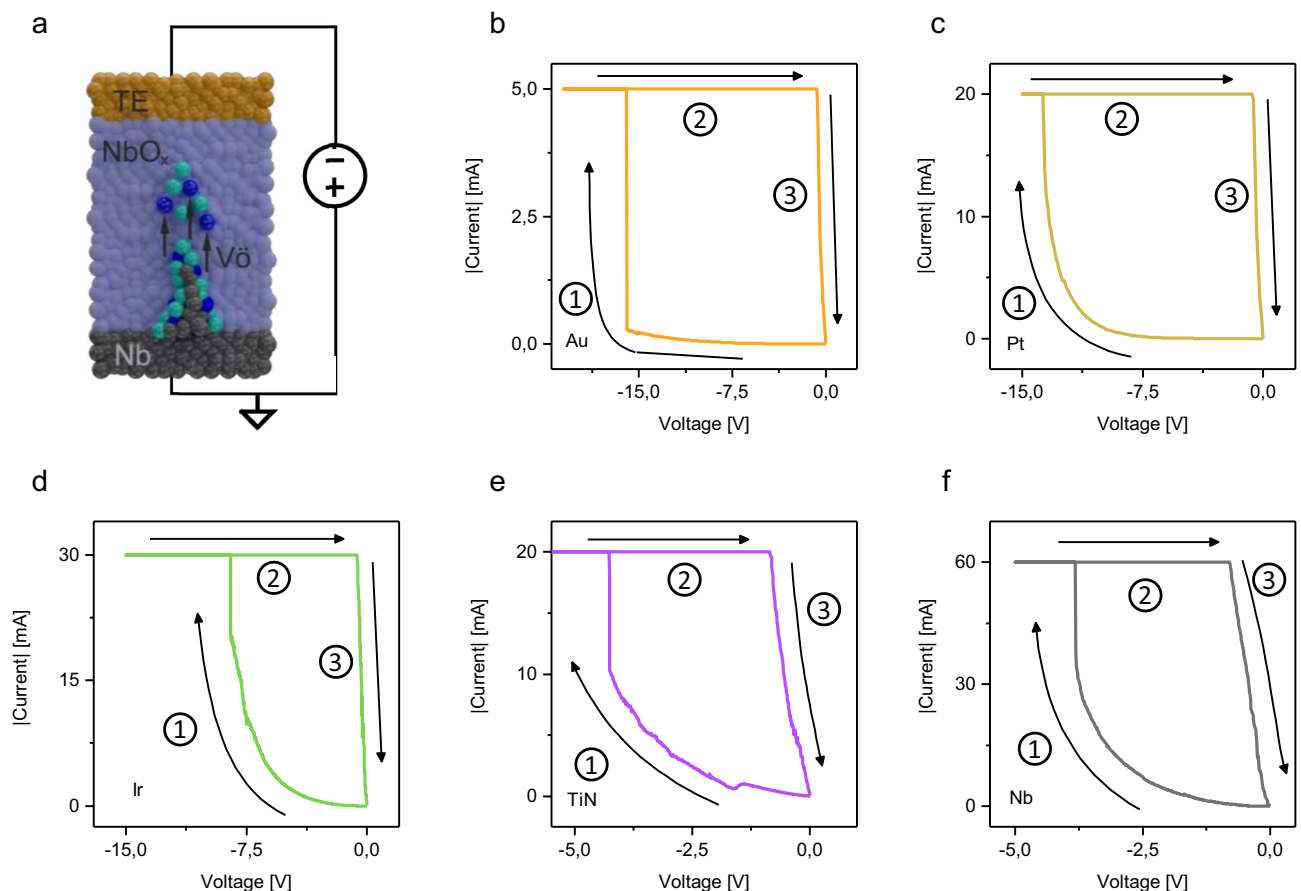 a
TE
NbOₓ
Vö
Nb
−
+
b
|Current| [mA]
5,0
2,5
0,0
①
②
③
Au
-15,0
-7,5
0,0
Voltage [V]
c
|Current| [mA]
20
10
0
①
②
③
Pt
-15,0
-7,5
0,0
Voltage [V]
d
|Current| [mA]
30
15
0
①
②
③
Ir
-15,0
-7,5
0,0
Voltage [V]
e
|Current| [mA]
20
10
0
①
②
③
TiN
-5,0
-2,5
0,0
Voltage [V]
f
|Current| [mA]
60
30
0
①
②
③
Nb
-5,0
-2,5
0,0
Voltage [V]